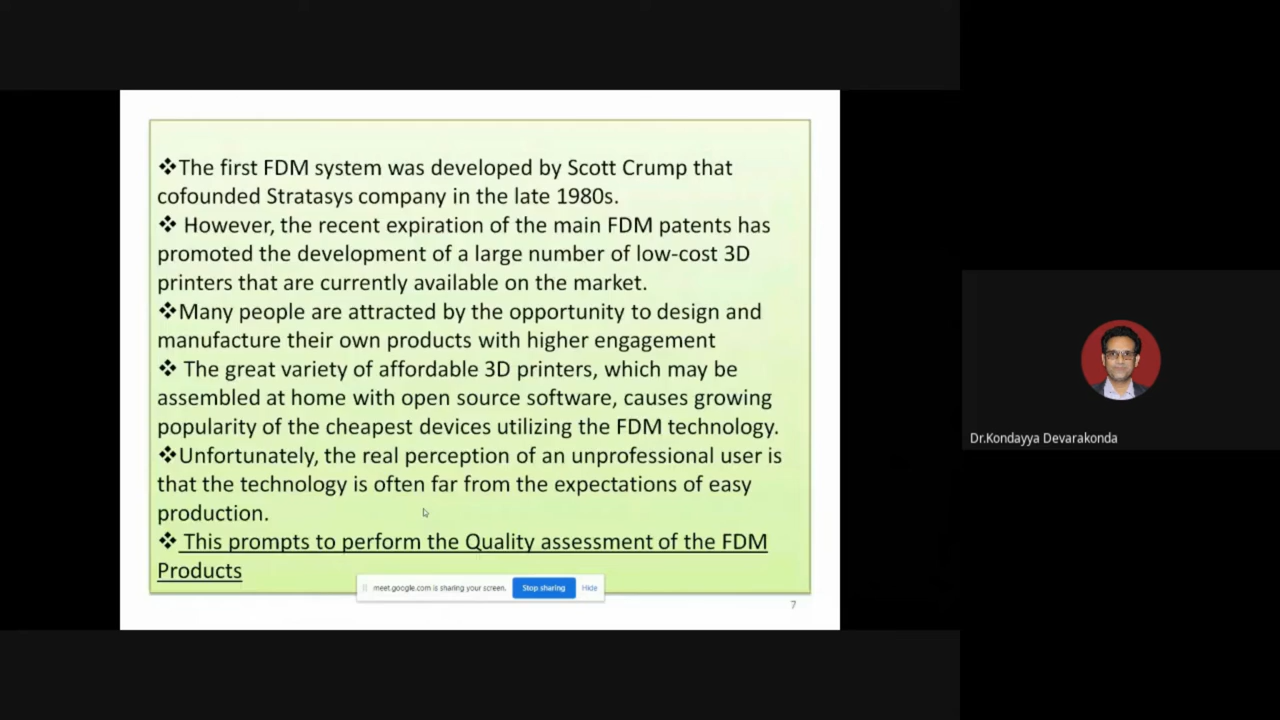 ❖The first FDM system was developed by Scott Crump that
cofounded Stratasys company in the late 1980s.
❖ However, the recent expiration of the main FDM patents has
promoted the development of a large number of low-cost 3D
printers that are currently available on the market.
❖Many people are attracted by the opportunity to design and
manufacture their own products with higher engagement
❖ The great variety of affordable 3D printers, which may be
assembled at home with open source software, causes growing
popularity of the cheapest devices utilizing the FDM technology.
❖Unfortunately, the real perception of an unprofessional user is
that the technology is often far from the expectations of easy
production.
❖ This prompts to perform the Quality assessment of the FDM
Products
meet.google.com is sharing your screen. Stop sharing Hide
7
Dr.Kondayya Devarakonda